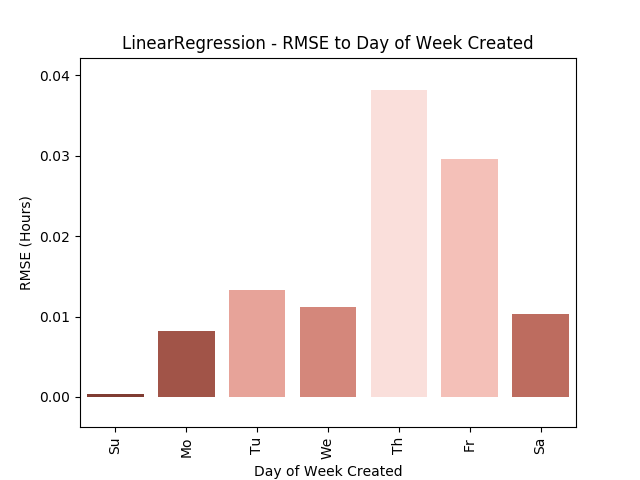 LinearRegression - RMSE to Day of Week Created
0.04
0.03
0.02
0.01
0.00
RMSE (Hours)
Su
Mo
Tu
We
Th
Fr
Sa
Day of Week Created